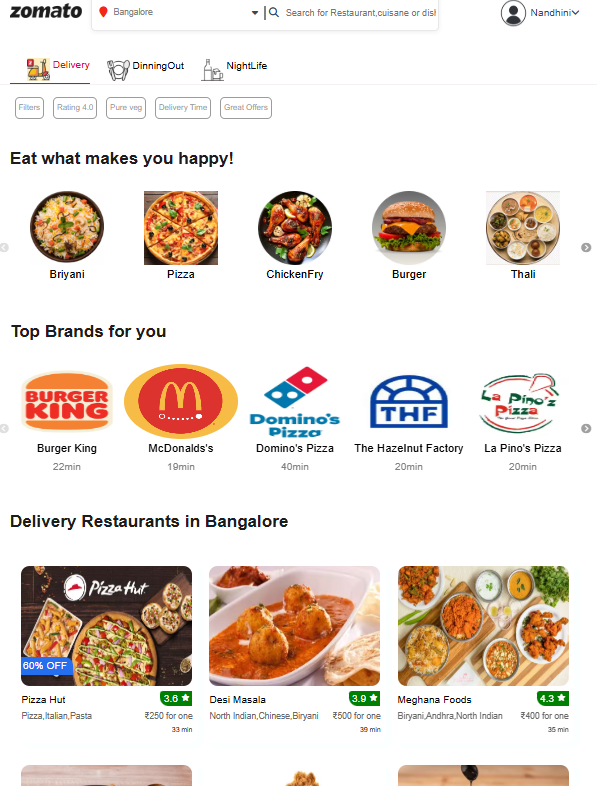 zomato
Bangalore
Search for Restaurant,cuisane or disl
Nandhini
Delivery
DinningOut
NightLife
Filters
Rating 4.0
Pure veg
Delivery Time
Great Offers
Eat what makes you happy!
Briyani
Pizza
ChickenFry
Burger
Thali
Top Brands for you
BURGER
KING
Domino's
Pizza
THF
La Pino'z
Pizza
Burger King
McDonalds's
Domino's Pizza
The Hazelnut Factory
La Pino's Pizza
22min
19min
40min
20min
20min
Delivery Restaurants in Bangalore
Pizza Hut
60% OFF
Pizza Hut
3.6
Desi Masala
3.9
Meghana Foods
4.3
Pizza,Italian,Pasta
₹250 for one
North Indian,Chinese,Biryani
₹500 for one
Biryani,Andhra,North Indian
₹400 for one
33 min
39 min
35 min